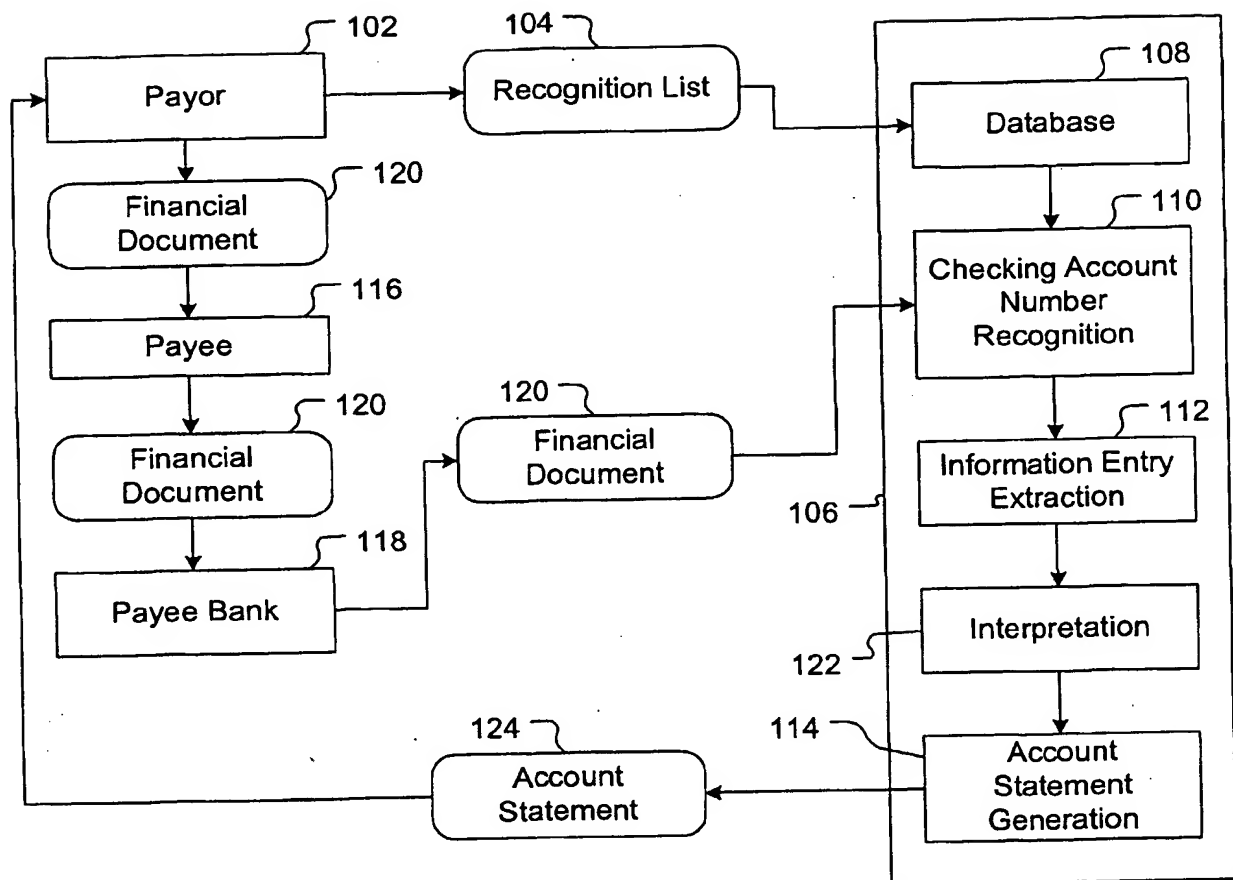 102
Payor
104
Recognition List
108
Database
120
Financial
Document
110
Checking Account
Number
Recognition
116
Payee
120
Financial
Document
120
Financial
Document
112
Information Entry
Extraction
106
118
Payee Bank
Interpretation
122
124
Account
Statement
114
Account
Statement
Generation